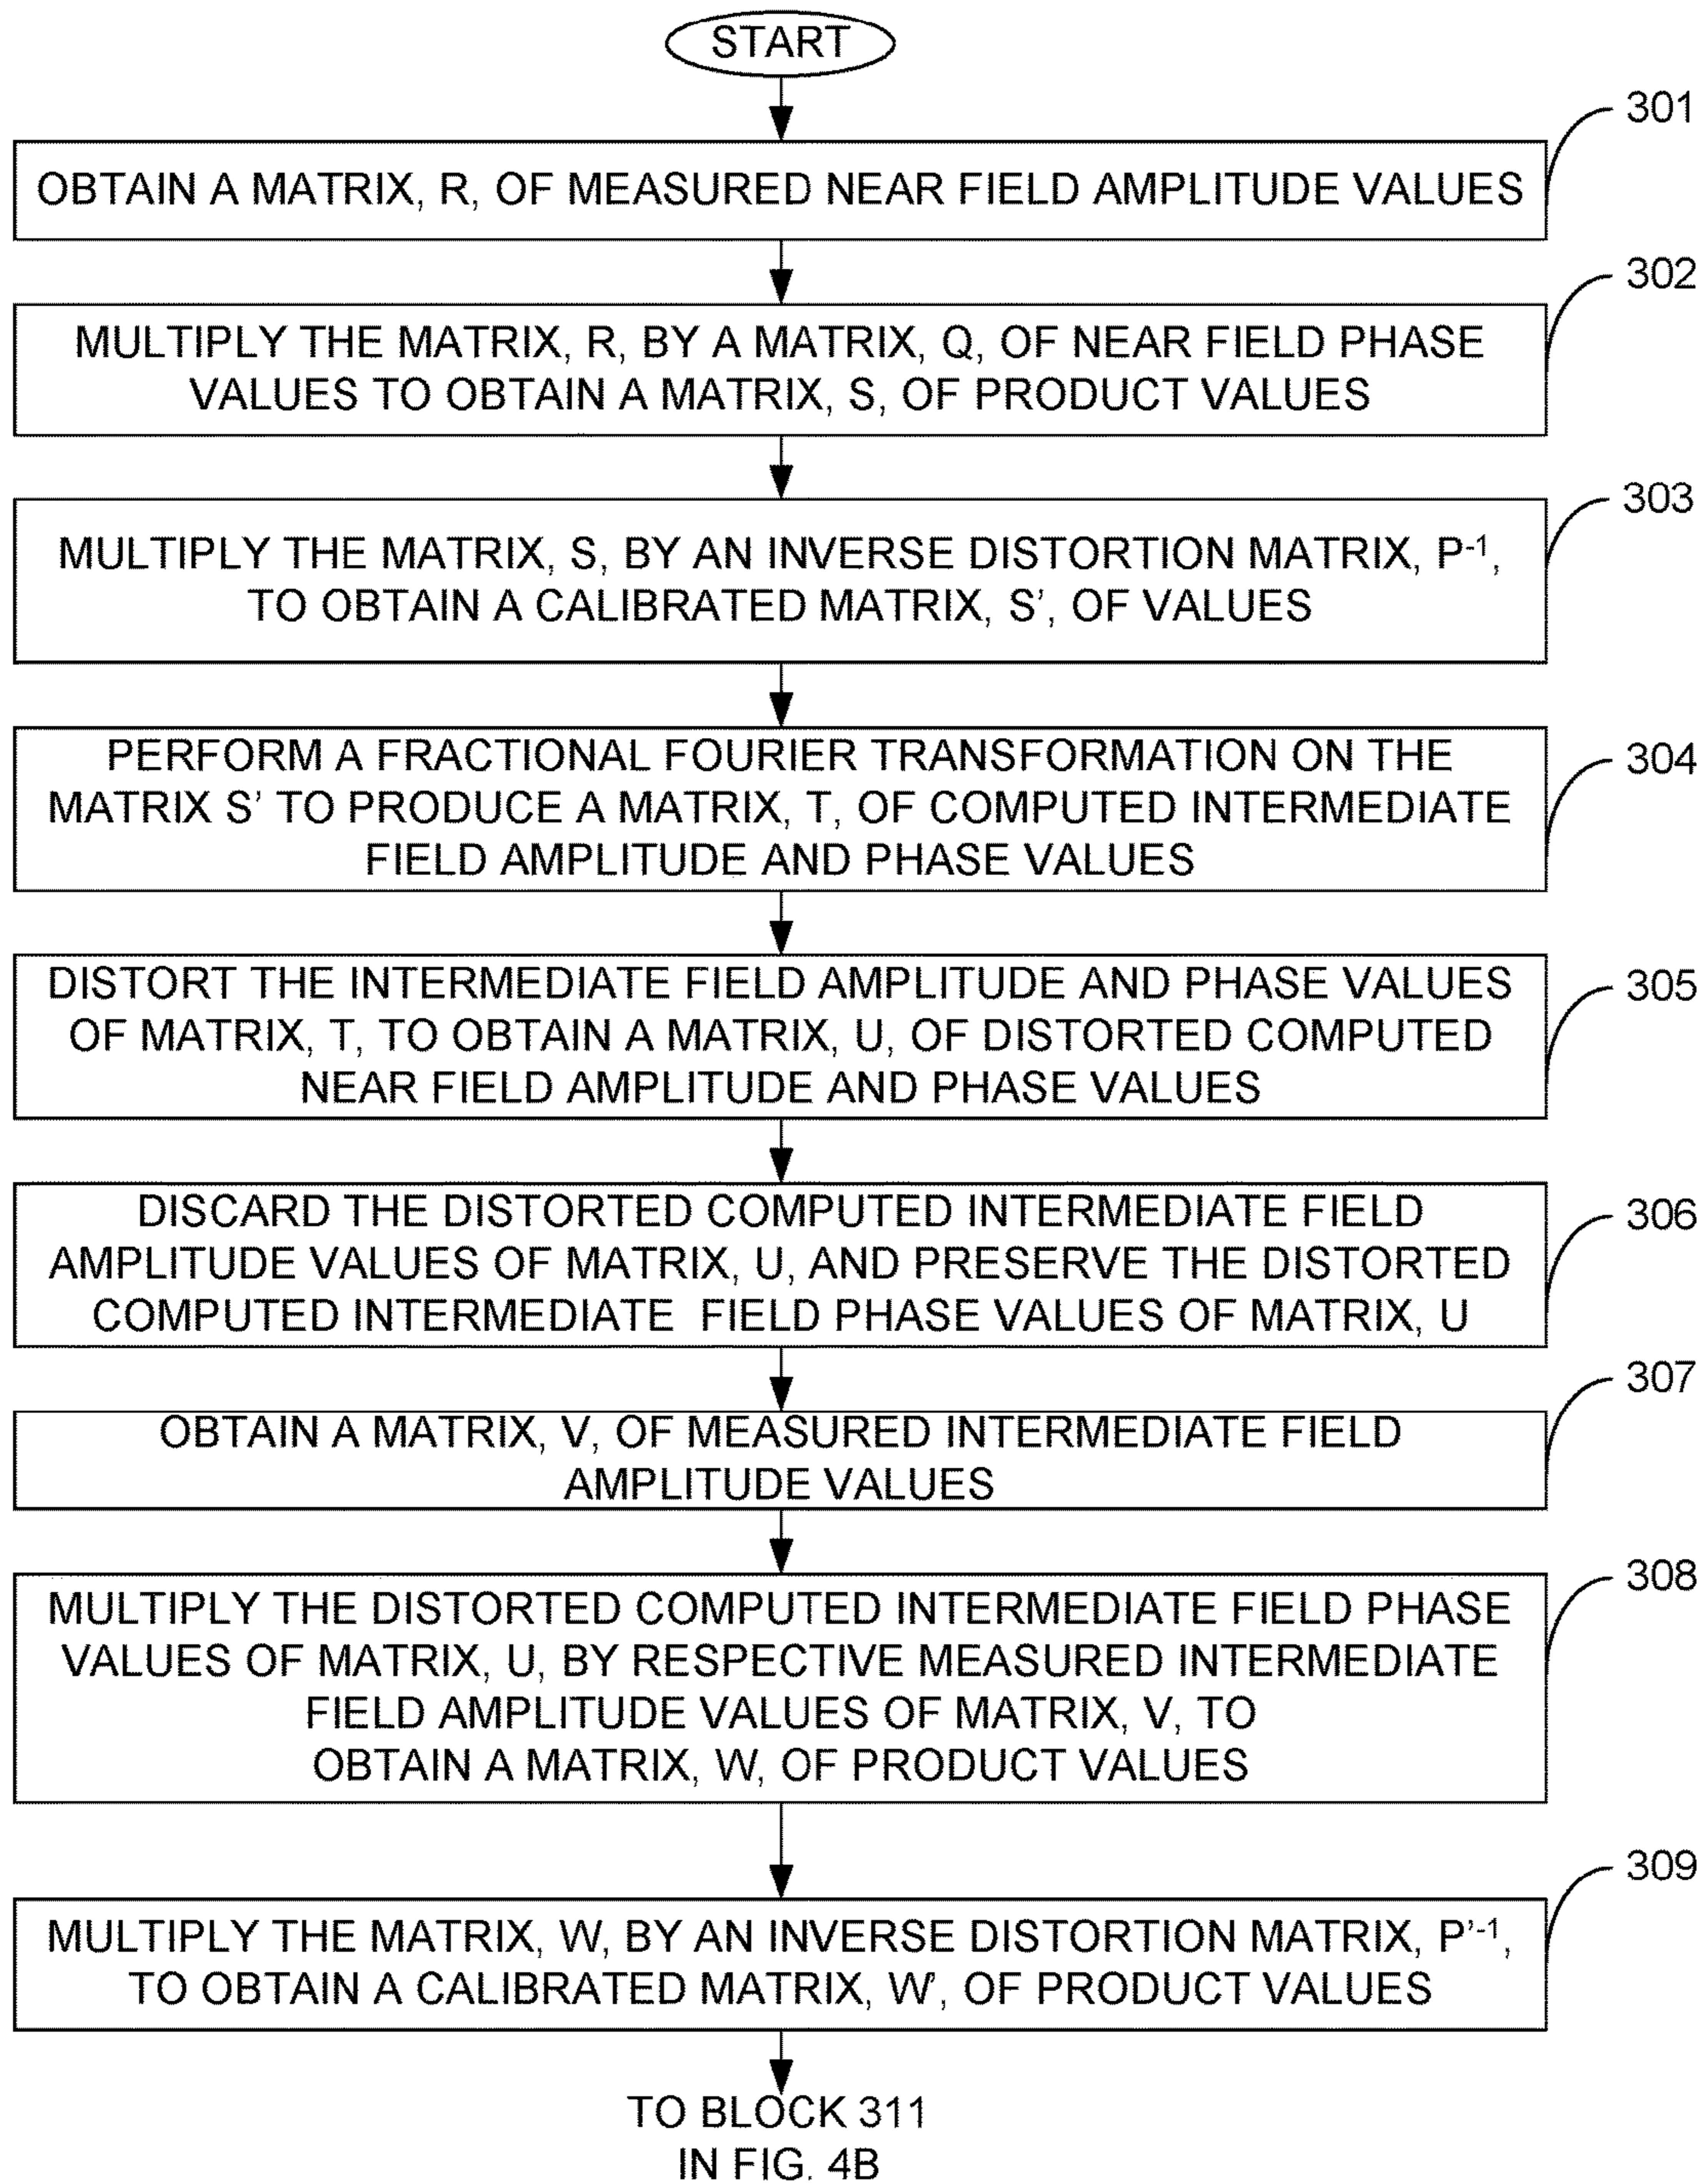 START
301
OBTAIN A MATRIX, R, OF MEASURED NEAR FIELD AMPLITUDE VALUES
302
MULTIPLY THE MATRIX, R, BY A MATRIX, Q, OF NEAR FIELD PHASE
VALUES TO OBTAIN A MATRIX, S, OF PRODUCT VALUES
303
MULTIPLY THE MATRIX, S, BY AN INVERSE DISTORTION MATRIX, P-1,
TO OBTAIN A CALIBRATED MATRIX, S’, OF VALUES
304
PERFORM A FRACTIONAL FOURIER TRANSFORMATION ON THE
MATRIX S’ TO PRODUCE A MATRIX, T, OF COMPUTED INTERMEDIATE
FIELD AMPLITUDE AND PHASE VALUES
305
DISTORT THE INTERMEDIATE FIELD AMPLITUDE AND PHASE VALUES
OF MATRIX, T, TO OBTAIN A MATRIX, U, OF DISTORTED COMPUTED
NEAR FIELD AMPLITUDE AND PHASE VALUES
306
DISCARD THE DISTORTED COMPUTED INTERMEDIATE FIELD
AMPLITUDE VALUES OF MATRIX, U, AND PRESERVE THE DISTORTED
COMPUTED INTERMEDIATE FIELD PHASE VALUES OF MATRIX, U
307
OBTAIN A MATRIX, V, OF MEASURED INTERMEDIATE FIELD
AMPLITUDE VALUES
308
MULTIPLY THE DISTORTED COMPUTED INTERMEDIATE FIELD PHASE
VALUES OF MATRIX, U, BY RESPECTIVE MEASURED INTERMEDIATE
FIELD AMPLITUDE VALUES OF MATRIX, V, TO
OBTAIN A MATRIX, W, OF PRODUCT VALUES
309
MULTIPLY THE MATRIX, W, BY AN INVERSE DISTORTION MATRIX, P’-1,
TO OBTAIN A CALIBRATED MATRIX, W’, OF PRODUCT VALUES
TO BLOCK 311
IN FIG. 4B